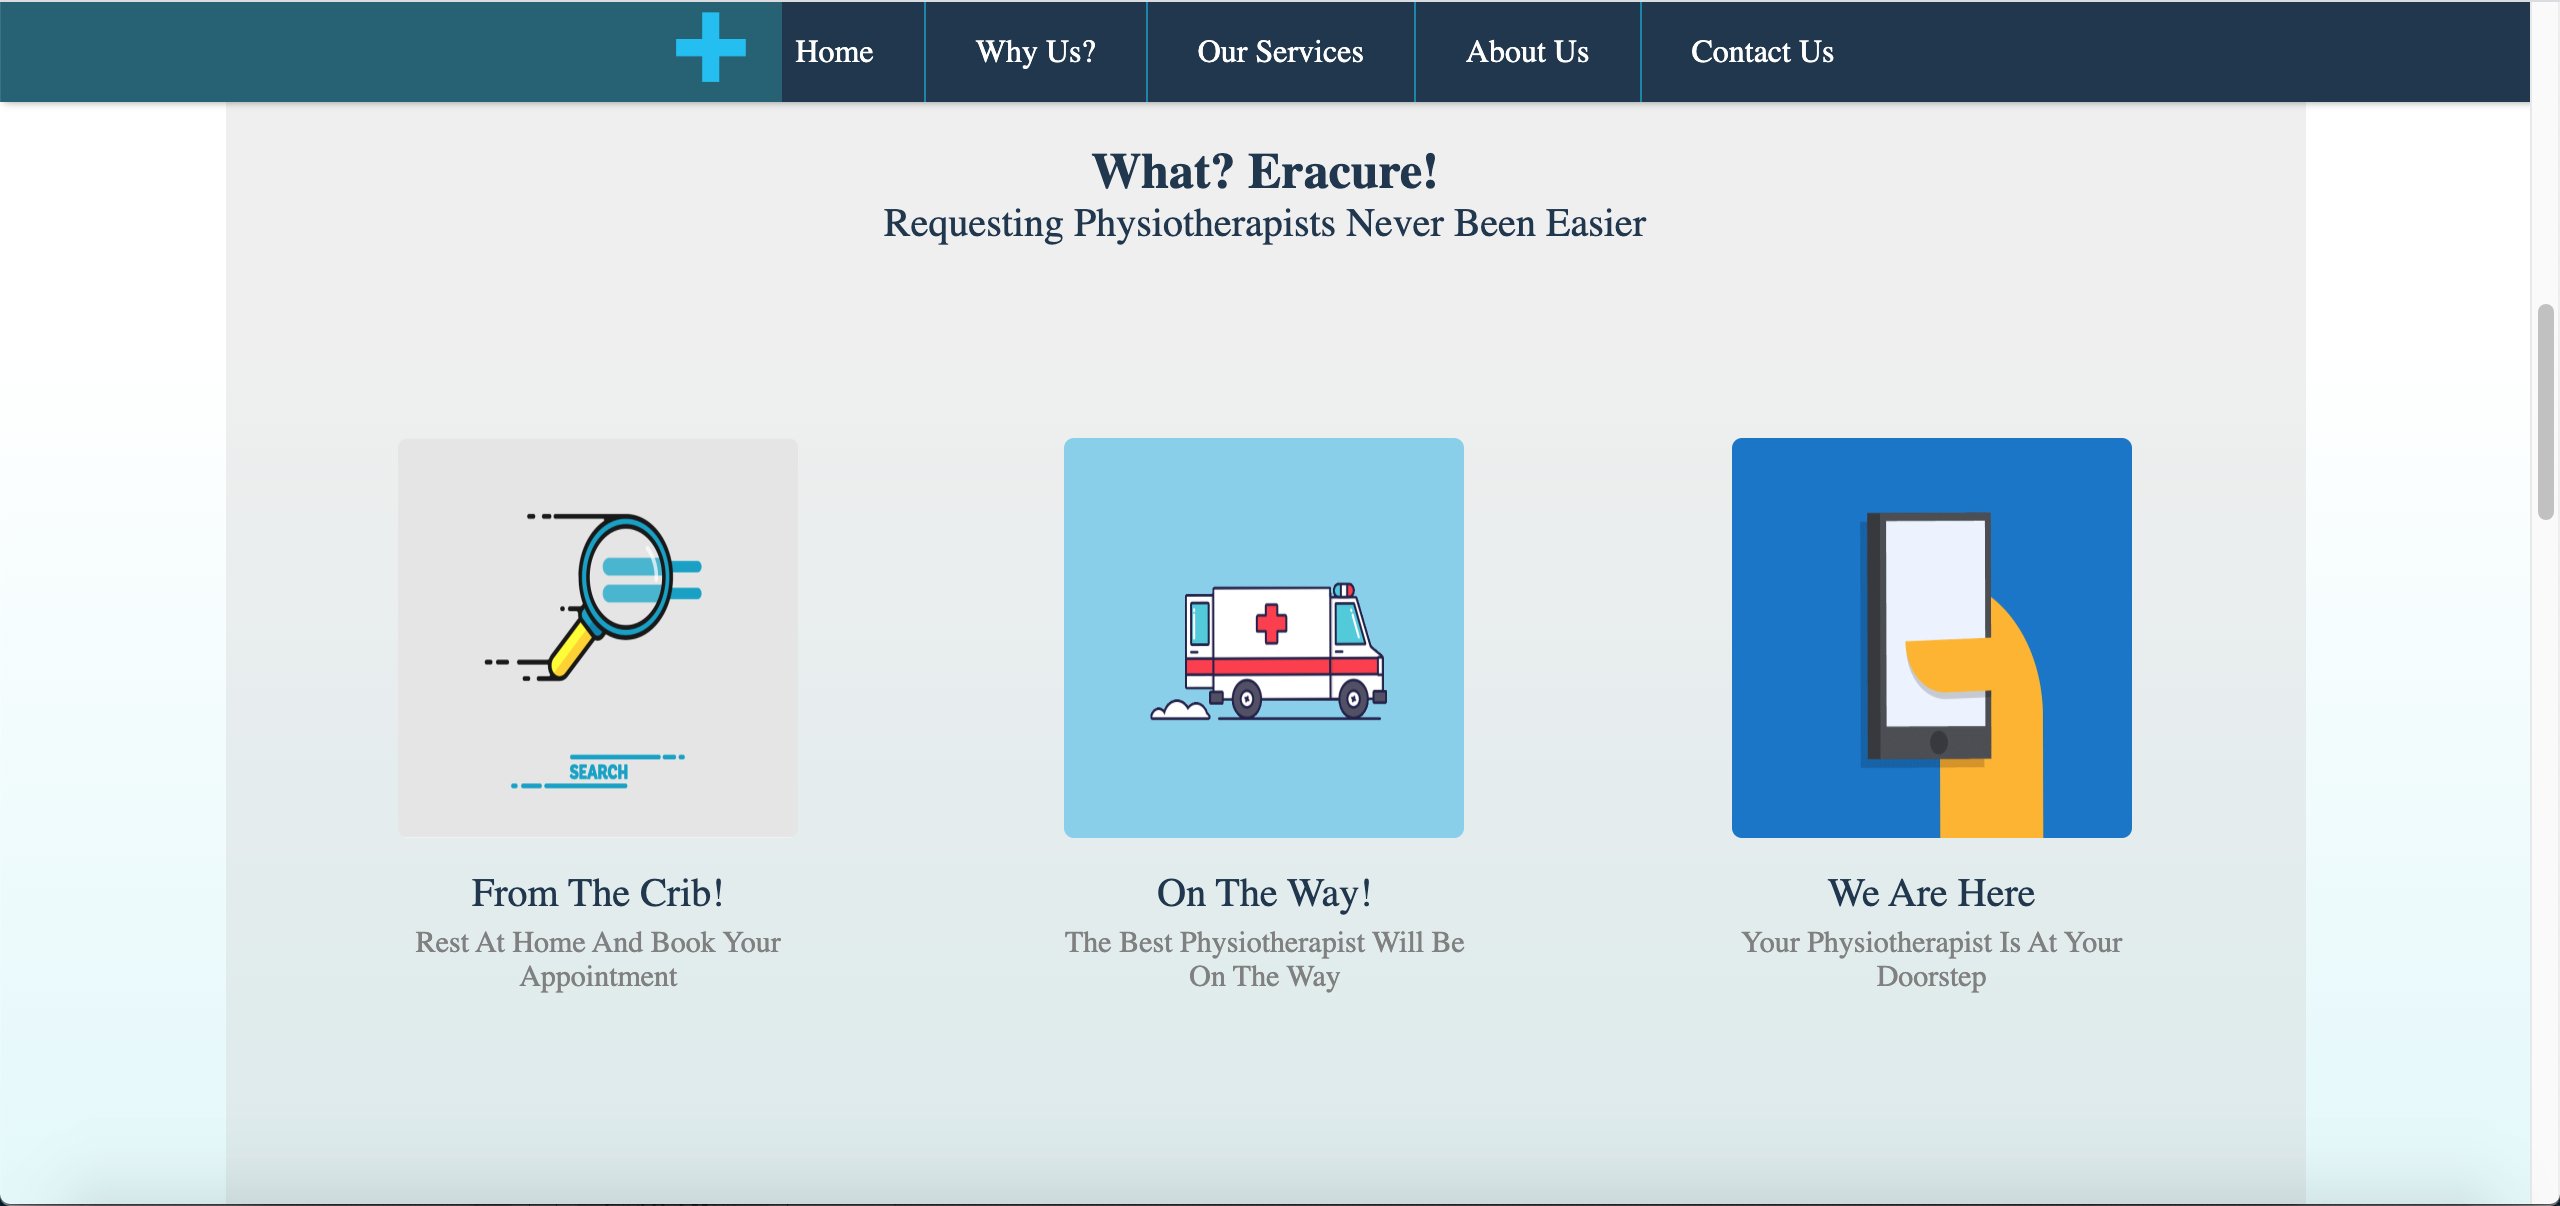 Home
Why Us?
Our Services
About Us
Contact Us
What? Eracure!
Requesting Physiotherapists Never Been Easier
SEARCH
From The Crib!
Rest At Home And Book Your
Appointment
On The Way!
The Best Physiotherapist Will Be
On The Way
We Are Here
Your Physiotherapist Is At Your
Doorstep